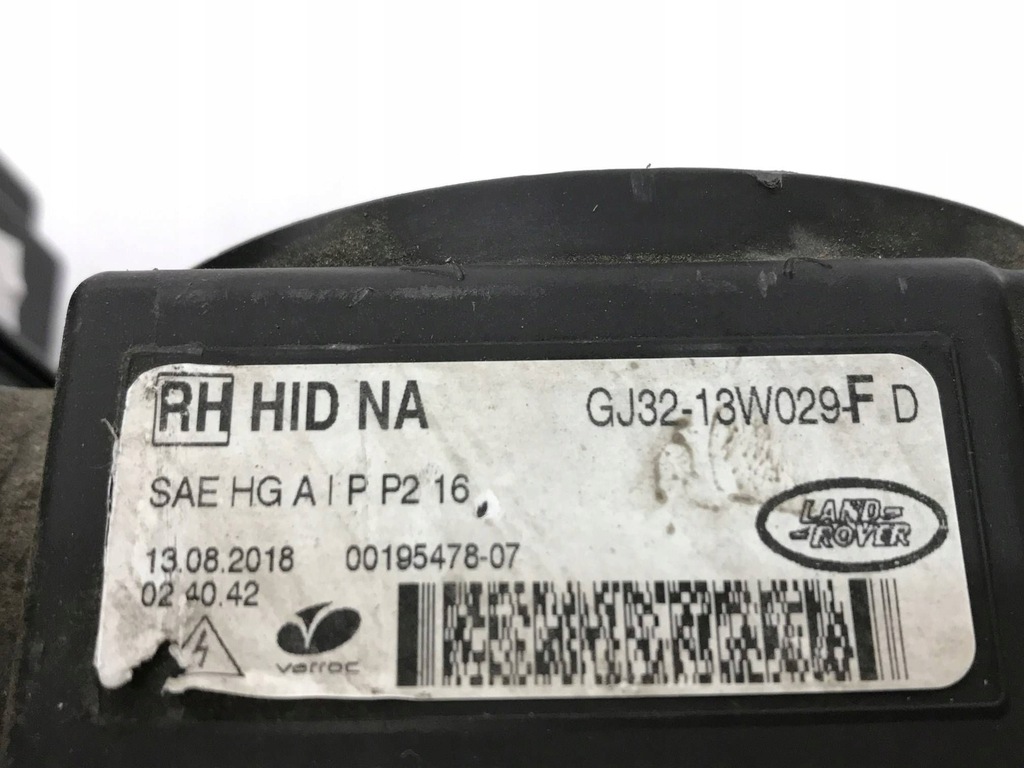 RH HID NA GJ32-13W029-F D
SAE HG A I P P2 16
LAND-
-ROVER
13.08.2018 00195478-07
02 40.42
varroc